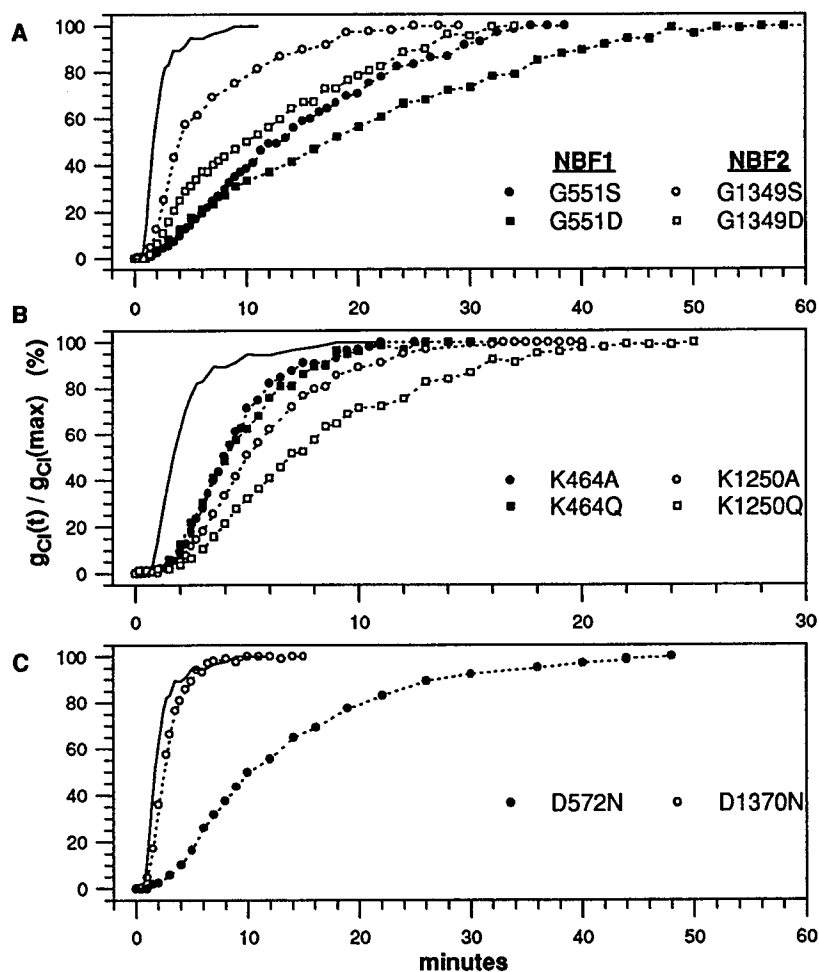 A
100
80
60
40
20
0
NBF1 NBF2
G551S G1349S
G551D G1349D
0 10 20 30 40 50 60
B
100
80
60
40
20
0
K464A K1250A
K464Q K1250Q
0 10 20 30
gCl(t) / gCl(max) (%)
C
100
80
60
40
20
0
D572N D1370N
0 10 20 30 40 50 60
minutes